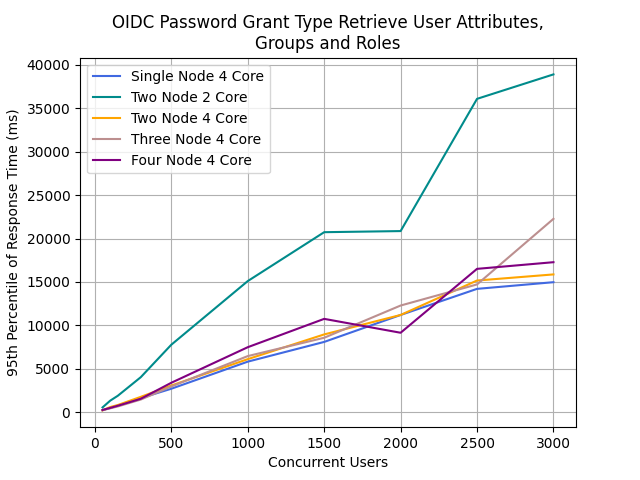 OIDC Password Grant Type Retrieve User Attributes,
Groups and Roles
Single Node 4 Core
Two Node 2 Core
Two Node 4 Core
Three Node 4 Core
Four Node 4 Core
95th Percentile of Response Time (ms)
40000
35000
30000
25000
20000
15000
10000
5000
0
0 500 1000 1500 2000 2500 3000
Concurrent Users